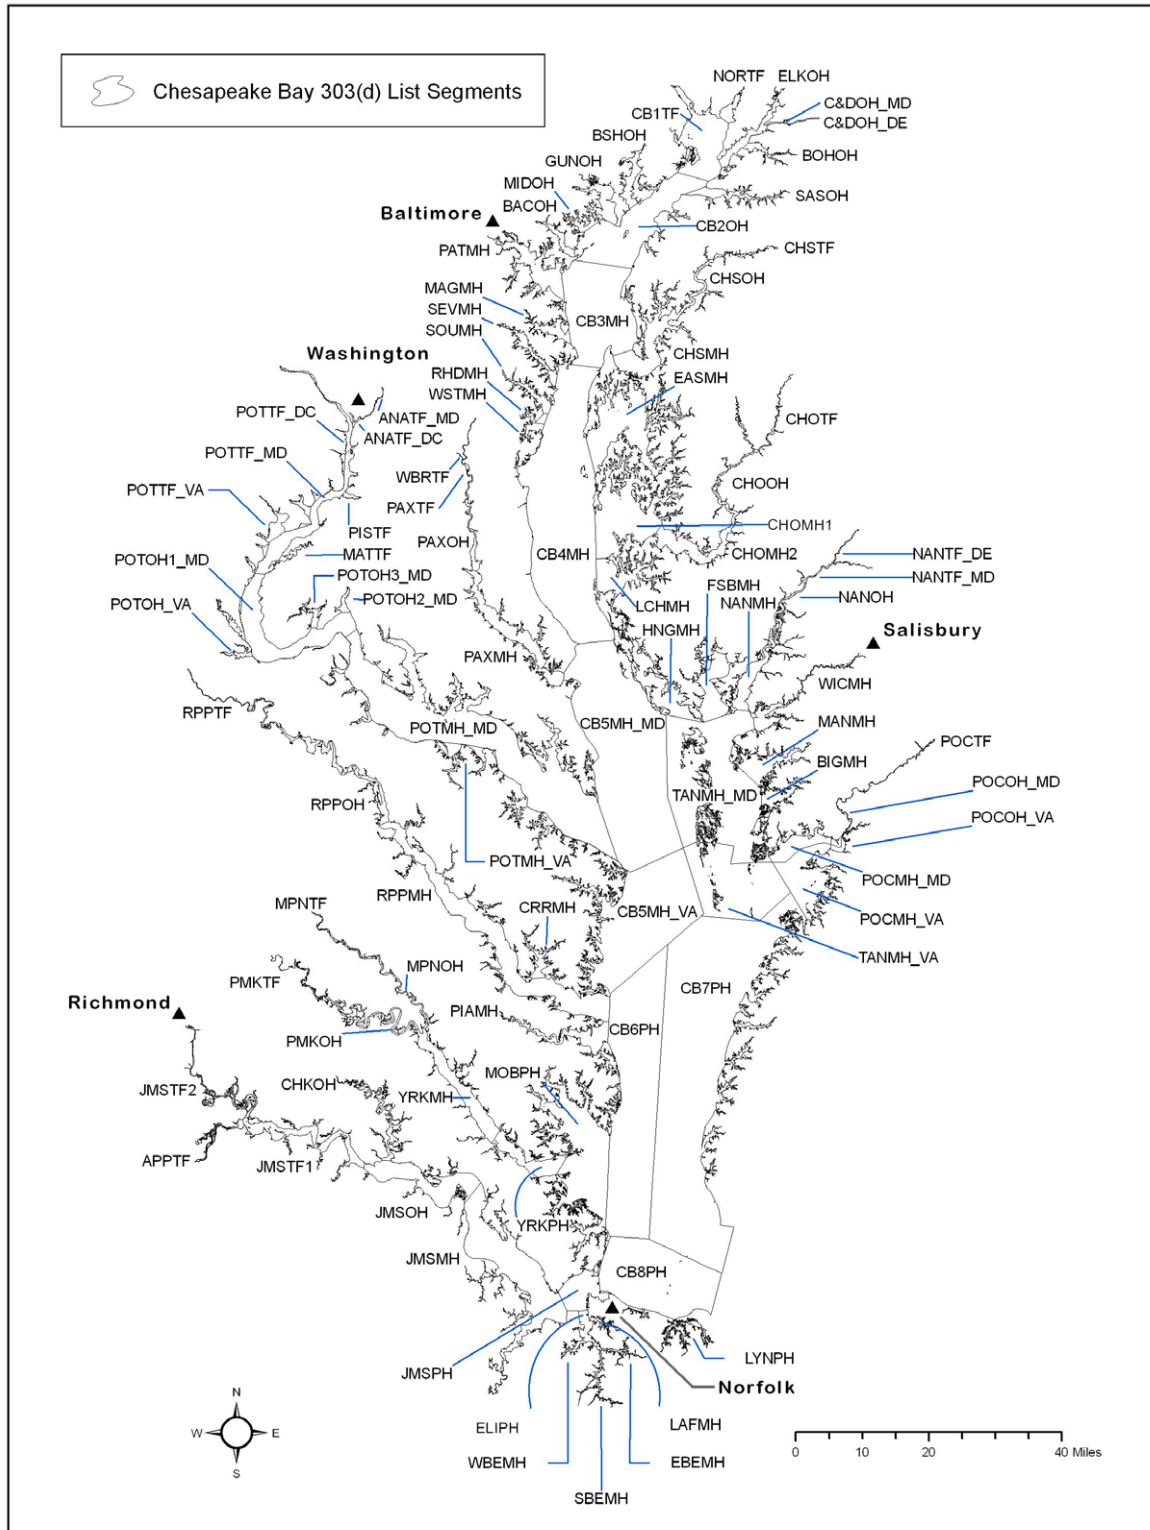 Chesapeake Bay 303(d) List Segments
NORTF
ELKOH
C&DOH_MD
CB1TF
C&DOH_DE
BSHOH
BOHOH
GUNOH
MIDOH
SASOH
BACOH
Baltimore
CB2OH
PATMH
CHSTF
CHSOH
MAGMH
SEVMH
CB3MH
SOUMH
Washington
CHSMH
RHDMH
EASMH
WSTMH
POTTF_DC
ANATF_MD
CHOTF
ANATF_DC
POTTF_MD
WBRTF
CHOOH
POTTF_VA
PAXTF
PISTF
CHOMH1
PAXOH
MATTF
CB4MH
CHOMH2
NANTF_DE
POTOH1_MD
POTOH3_MD
FSBMH
NANTF_MD
POTOH2_MD
NANMH
NANOH
POTOH_VA
LCHMH
HNGMH
Salisbury
PAXMH
WICMH
RPPTF
POTMH_MD
CB5MH_MD
MANMH
POCTF
BIGMH
RPPOH
TANMH_MD
POCOH_MD
POCOH_VA
POTMH_VA
POCMH_MD
RPPMH
MPNTF
CRRMH
CB5MH_VA
POCMH_VA
TANMH_VA
MPNOH
PMKTF
CB7PH
Richmond
PIAMH
CB6PH
PMKOH
MOBPH
CHKOH
JMSTF2
YRKMH
APPTF
JMSTF1
JMSOH
YRKPH
JMSMH
CB8PH
LYNPH
JMSPH
Norfolk
N
W
E
S
ELIPH
LAFMH
0 10 20 40 Miles
WBEMH
EBEMH
SBEMH